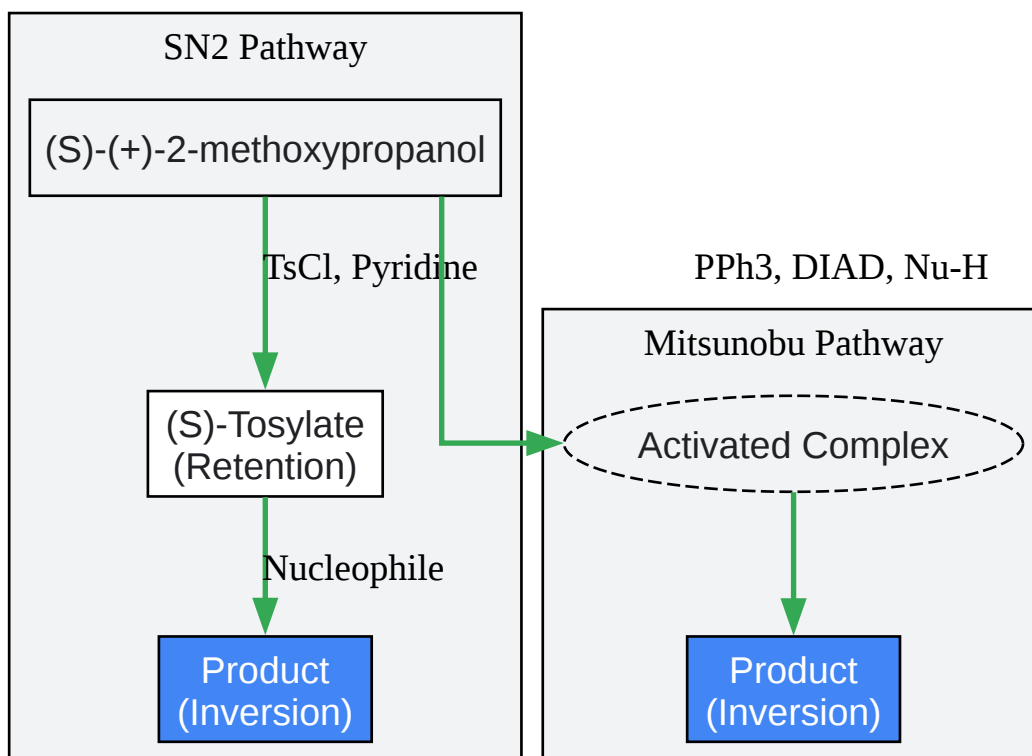 SN2 Pathway
(S)-(+)-2-methoxypropanol
TsCl, Pyridine
PPh3, DIAD, Nu-H
Mitsunobu Pathway
(S)-Tosylate
(Retention)
Activated Complex
Nucleophile
Product
(Inversion)
Product
(Inversion)